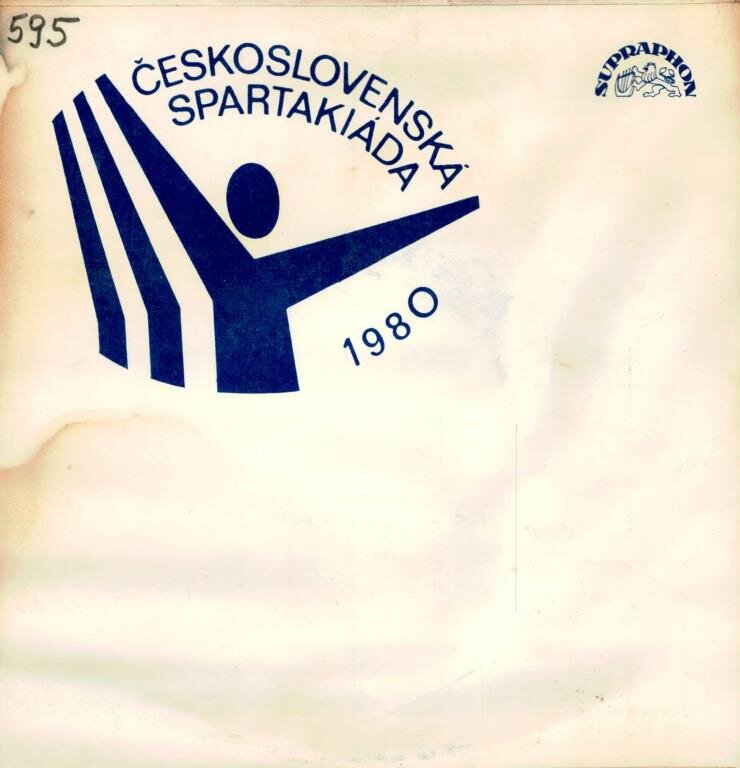 595
ČESKOSLOVENSKÁ
SPARTAKIÁDA
1980
SUPRAPHON